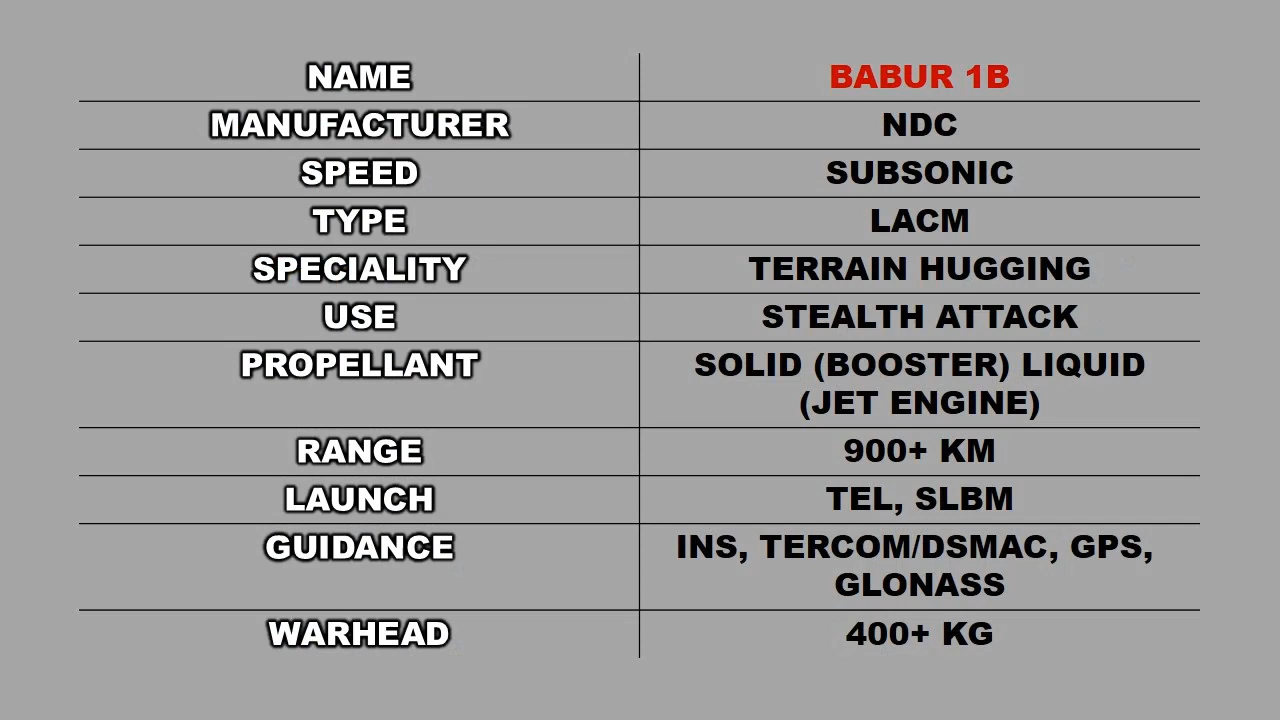 NAME BABUR 1B
MANUFACTURER NDC
SPEED SUBSONIC
TYPE LACM
SPECIALITY TERRAIN HUGGING
USE STEALTH ATTACK
PROPELLANT SOLID (BOOSTER) LIQUID
(JET ENGINE)
RANGE 900+ KM
LAUNCH TEL, SLBM
GUIDANCE INS, TERCOM/DSMAC, GPS,
GLONASS
WARHEAD 400+ KG